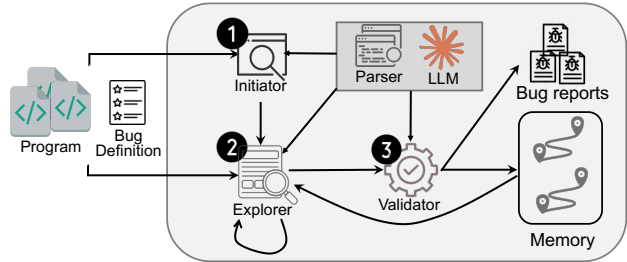 1
Parser
LLM
Initiator
Bug reports
</>
</>
</>
Program
Bug
Definition
2
3
Explorer
Validator
Memory